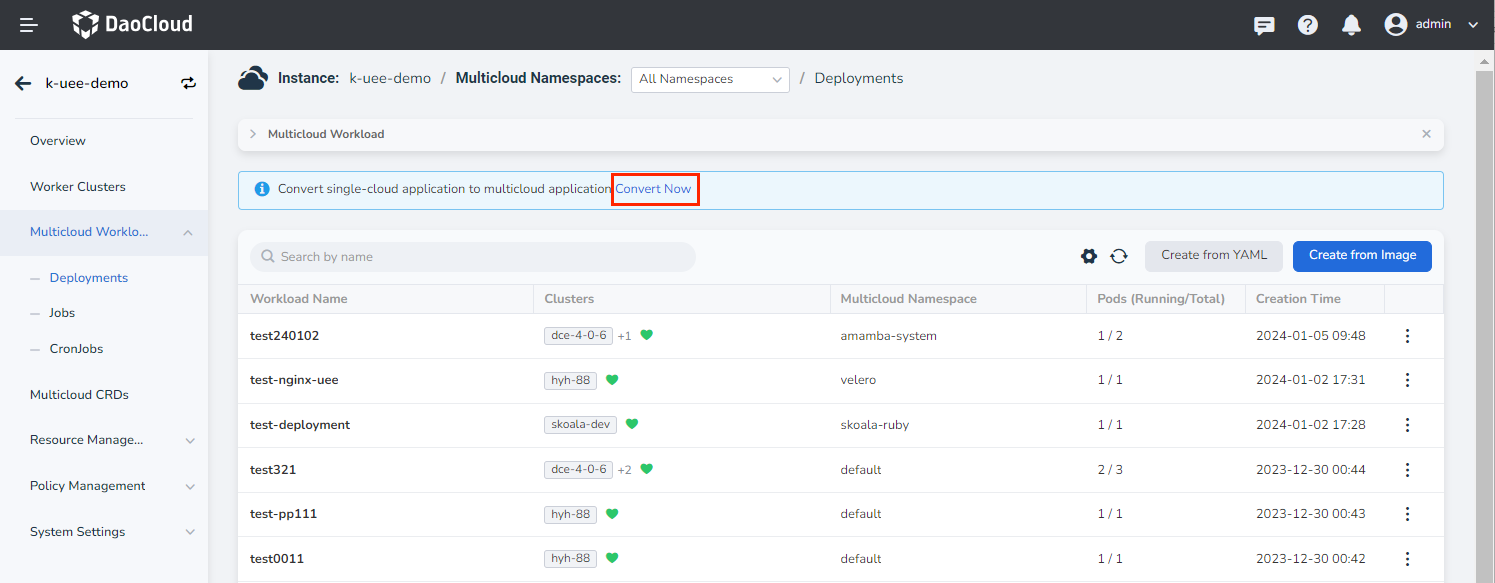 DaoCloud
admin
k-uee-demo
Instance: k-uee-demo / Multicloud Namespaces: All Namespaces / Deployments
Overview
Worker Clusters
Multicloud Worklo...
Deployments
Jobs
CronJobs
Multicloud CRDs
Resource Manage...
Policy Management
System Settings
Multicloud Workload
Convert single-cloud application to multicloud application Convert Now
Search by name
Create from YAML
Create from Image
Workload Name Clusters Multicloud Namespace Pods (Running/Total) Creation Time
test240102 dce-4-0-6 +1 amamba-system 1 / 2 2024-01-05 09:48
test-nginx-uee hyh-88 velero 1 / 1 2024-01-02 17:31
test-deployment skoala-dev skoala-ruby 1 / 1 2024-01-02 17:28
test321 dce-4-0-6 +2 default 2 / 3 2023-12-30 00:44
test-pp111 hyh-88 default 1 / 1 2023-12-30 00:43
test0011 hyh-88 default 1 / 1 2023-12-30 00:42